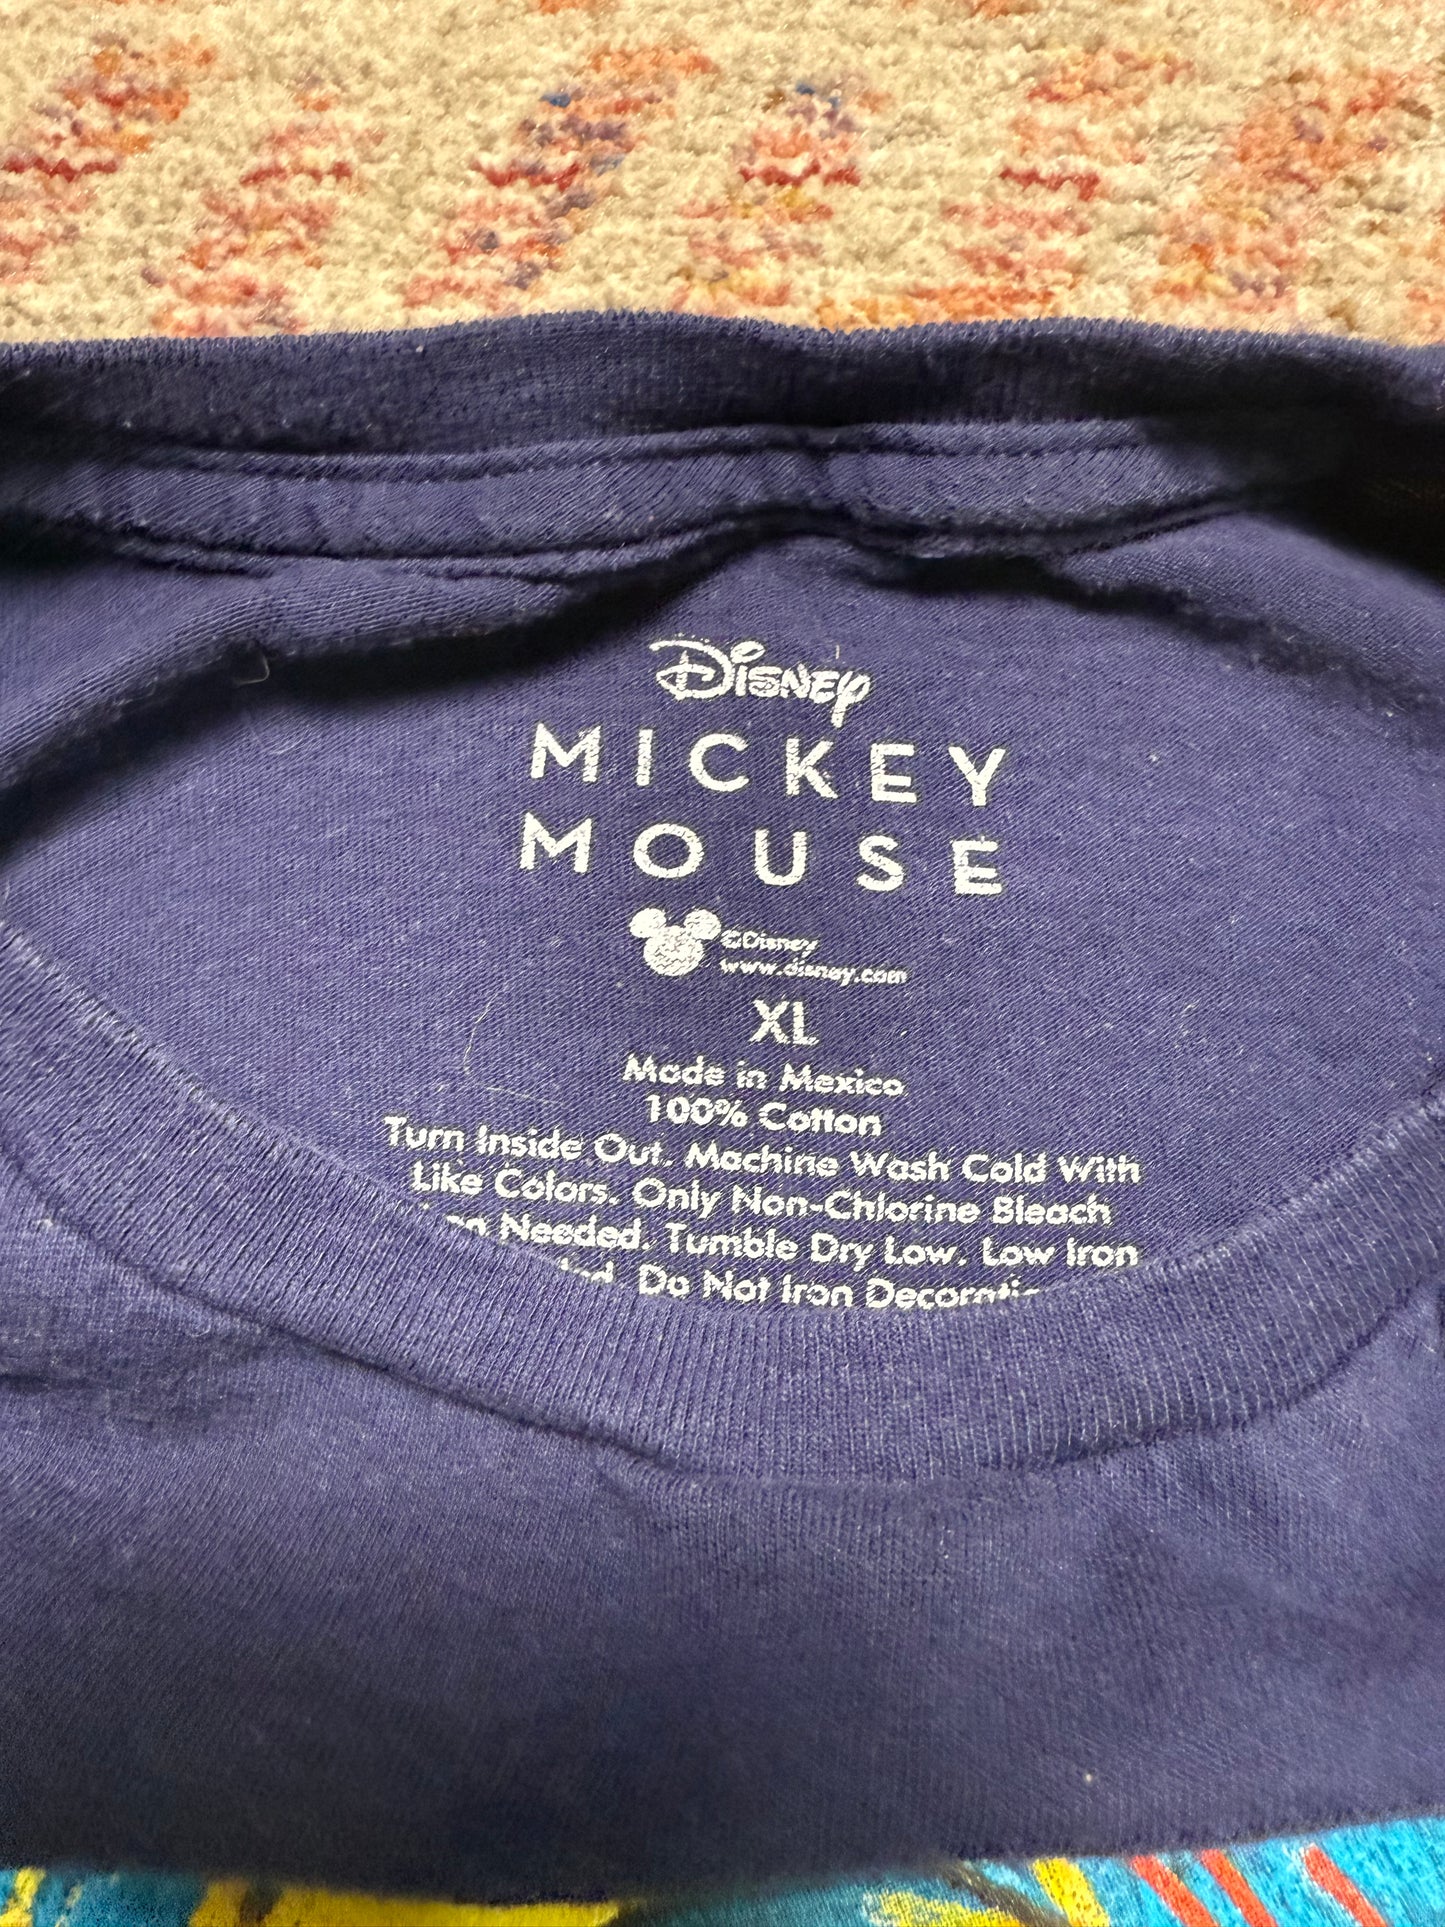 Disney
MICKEY
MOUSE
©Disney
www.disney.com
XL
Made in Mexico
100% Cotton
Turn Inside Out. Machine Wash Cold With
Like Colors. Only Non-Chlorine Bleach
Needed. Tumble Dry Low. Low Iron
Do Not Iron